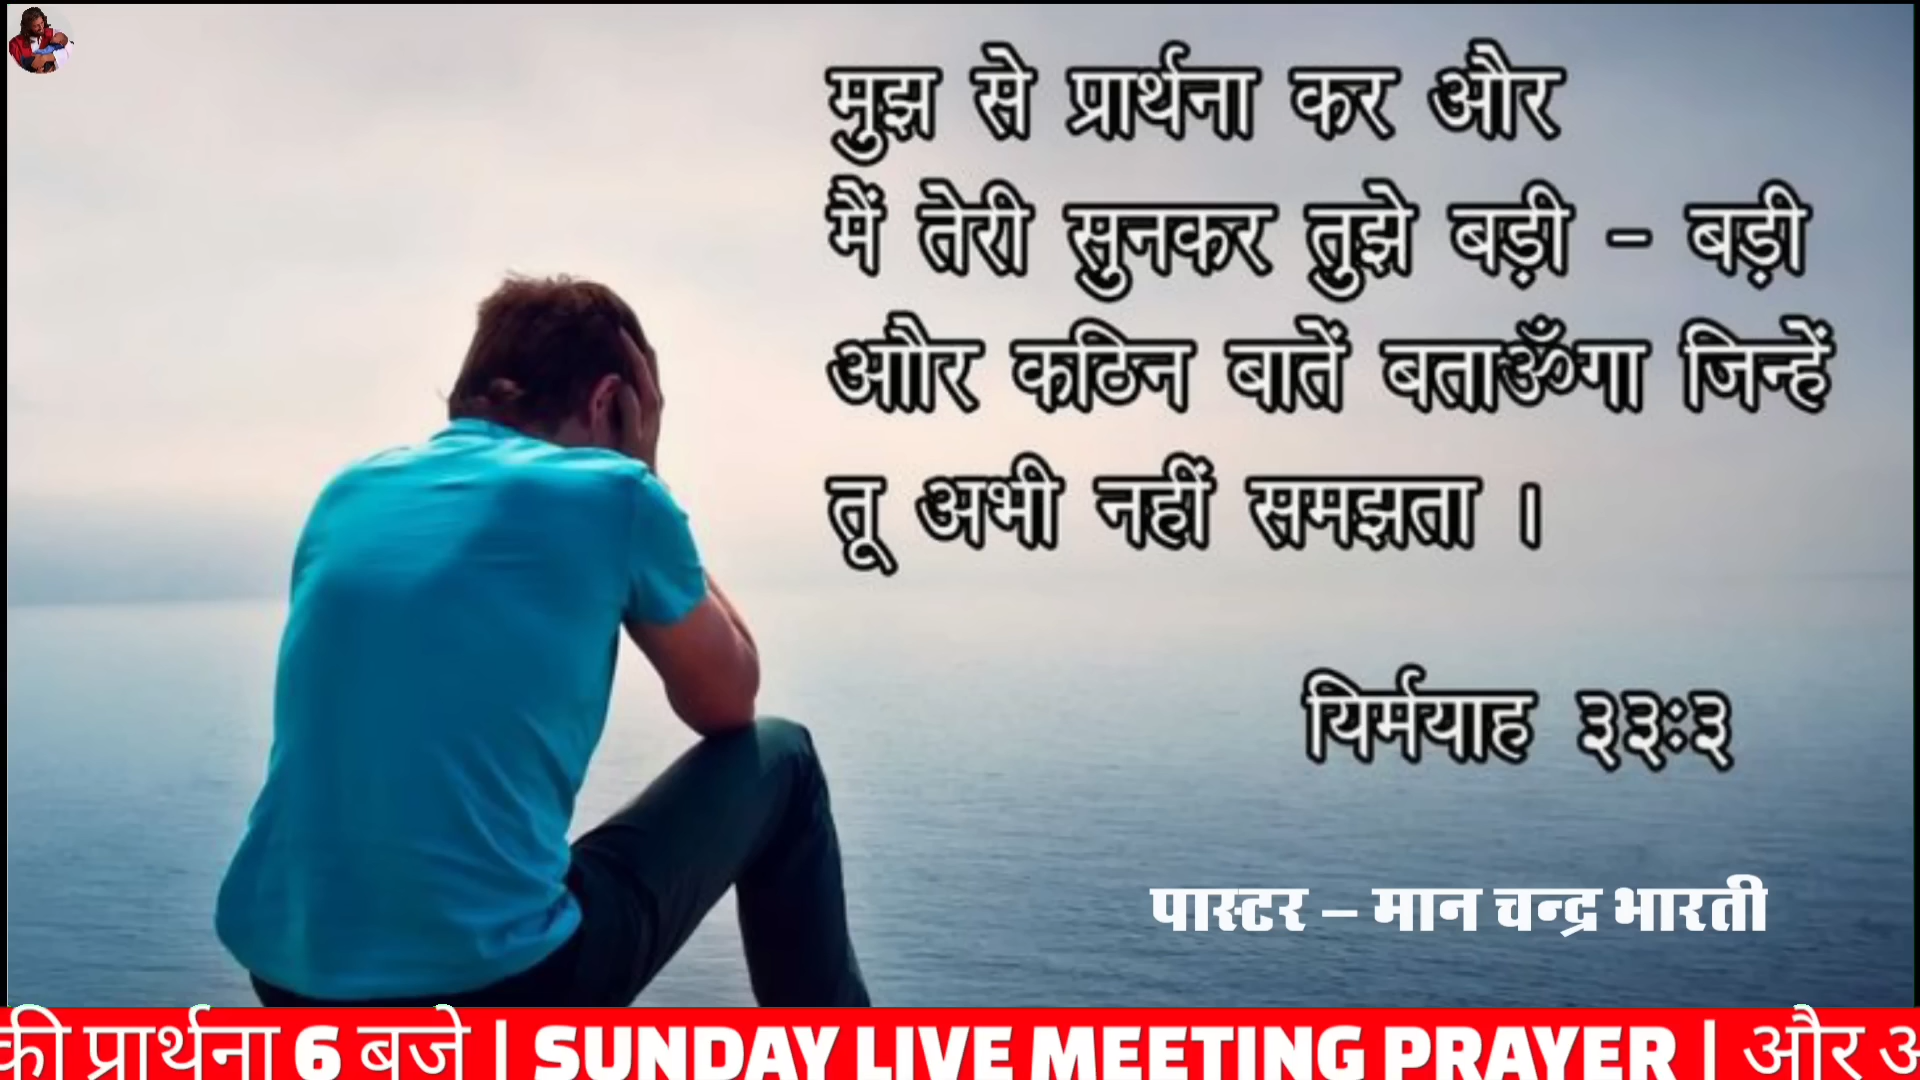 मुझ से प्रार्थना कर और
मैं तेरी सुनकर तुझे बड़ी - बड़ी
और कठिन बातें बताॐगा जिन्हें
तू अभी नहीं समझता ।
यिर्मयाह ३३:३
पास्टर – मान चन्द्र भारती
की प्रार्थना 6 बजे | SUNDAY LIVE MEETING PRAYER | और